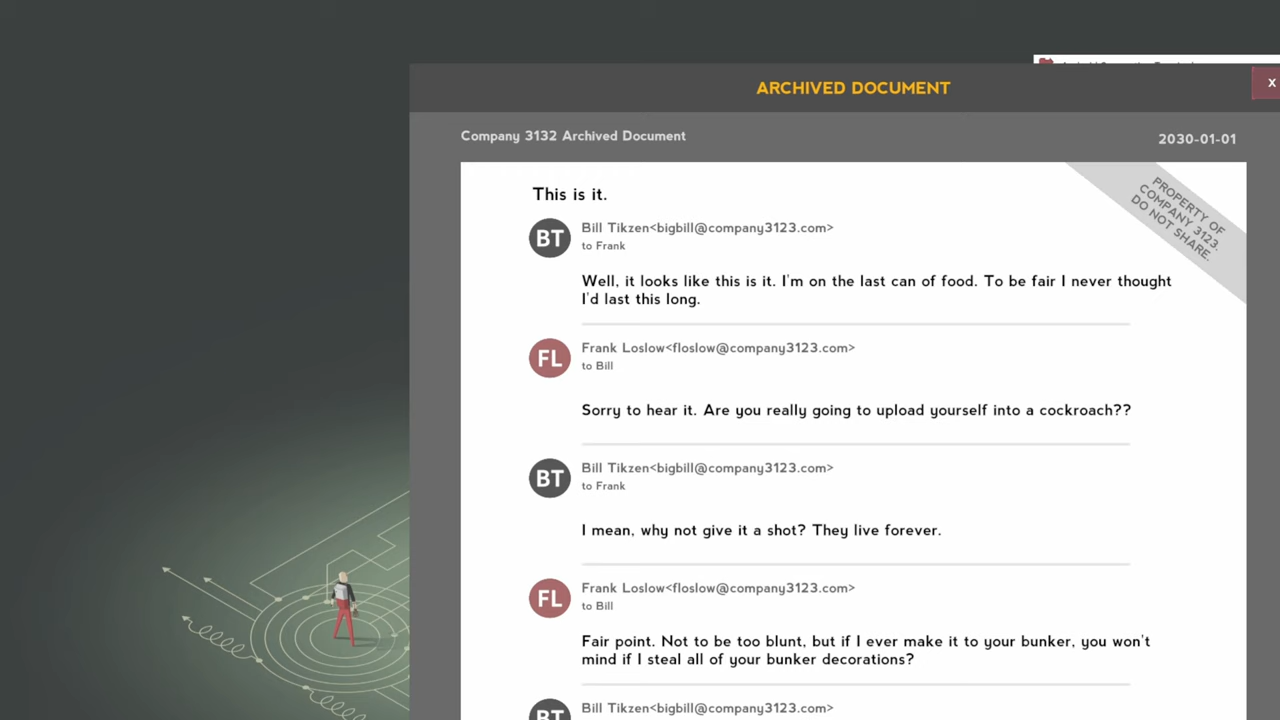 ARCHIVED DOCUMENT
X
Company 3132 Archived Document
2030-01-01
PROPERTY OF
COMPANY 3123.
DO NOT SHARE.
This is it.
BT
Bill Tikzen<bigbill@company3123.com>
to Frank
Well, it looks like this is it. I'm on the last can of food. To be fair I never thought
I'd last this long.
FL
Frank Loslow<floslow@company3123.com>
to Bill
Sorry to hear it. Are you really going to upload yourself into a cockroach??
BT
Bill Tikzen<bigbill@company3123.com>
to Frank
I mean, why not give it a shot? They live forever.
FL
Frank Loslow<floslow@company3123.com>
to Bill
Fair point. Not to be too blunt, but if I ever make it to your bunker, you won't
mind if I steal all of your bunker decorations?
BT
Bill Tikzen<bigbill@company3123.com>